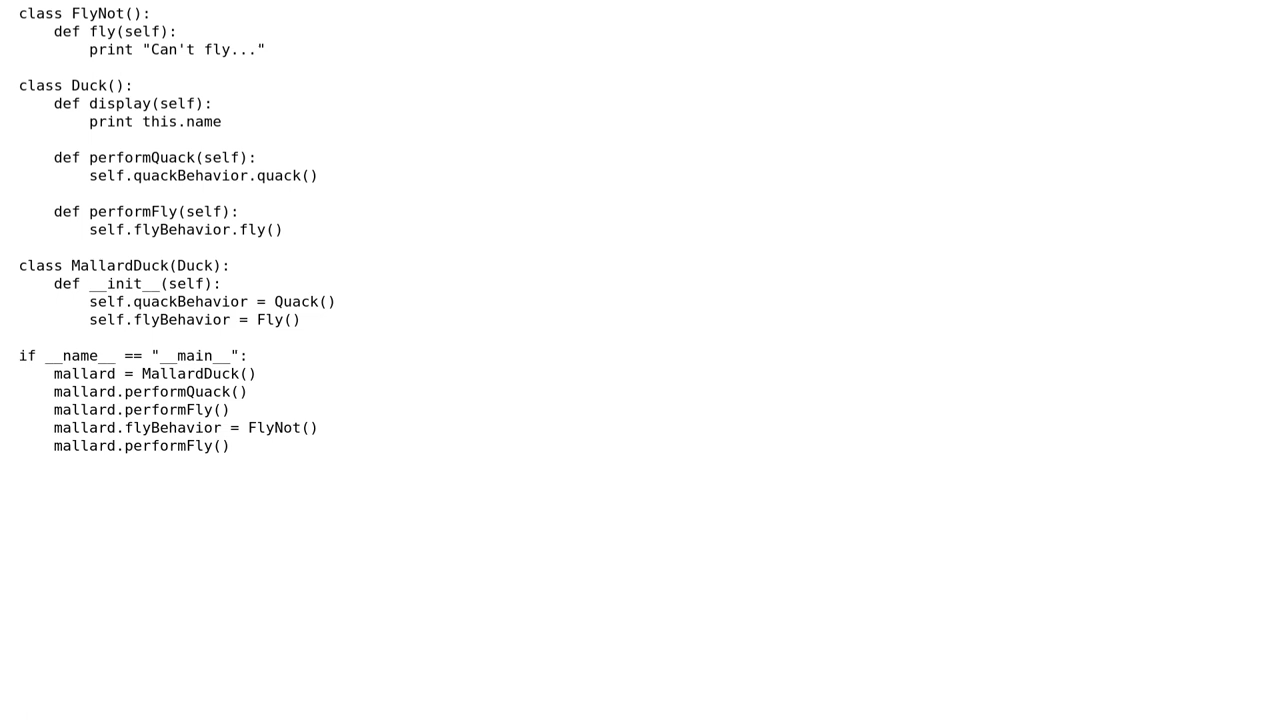 class FlyNot():
    def fly(self):
        print "Can't fly..."

class Duck():
    def display(self):
        print this.name

    def performQuack(self):
        self.quackBehavior.quack()

    def performFly(self):
        self.flyBehavior.fly()

class MallardDuck(Duck):
    def __init__(self):
        self.quackBehavior = Quack()
        self.flyBehavior = Fly()

if __name__ == "__main__":
    mallard = MallardDuck()
    mallard.performQuack()
    mallard.performFly()
    mallard.flyBehavior = FlyNot()
    mallard.performFly()